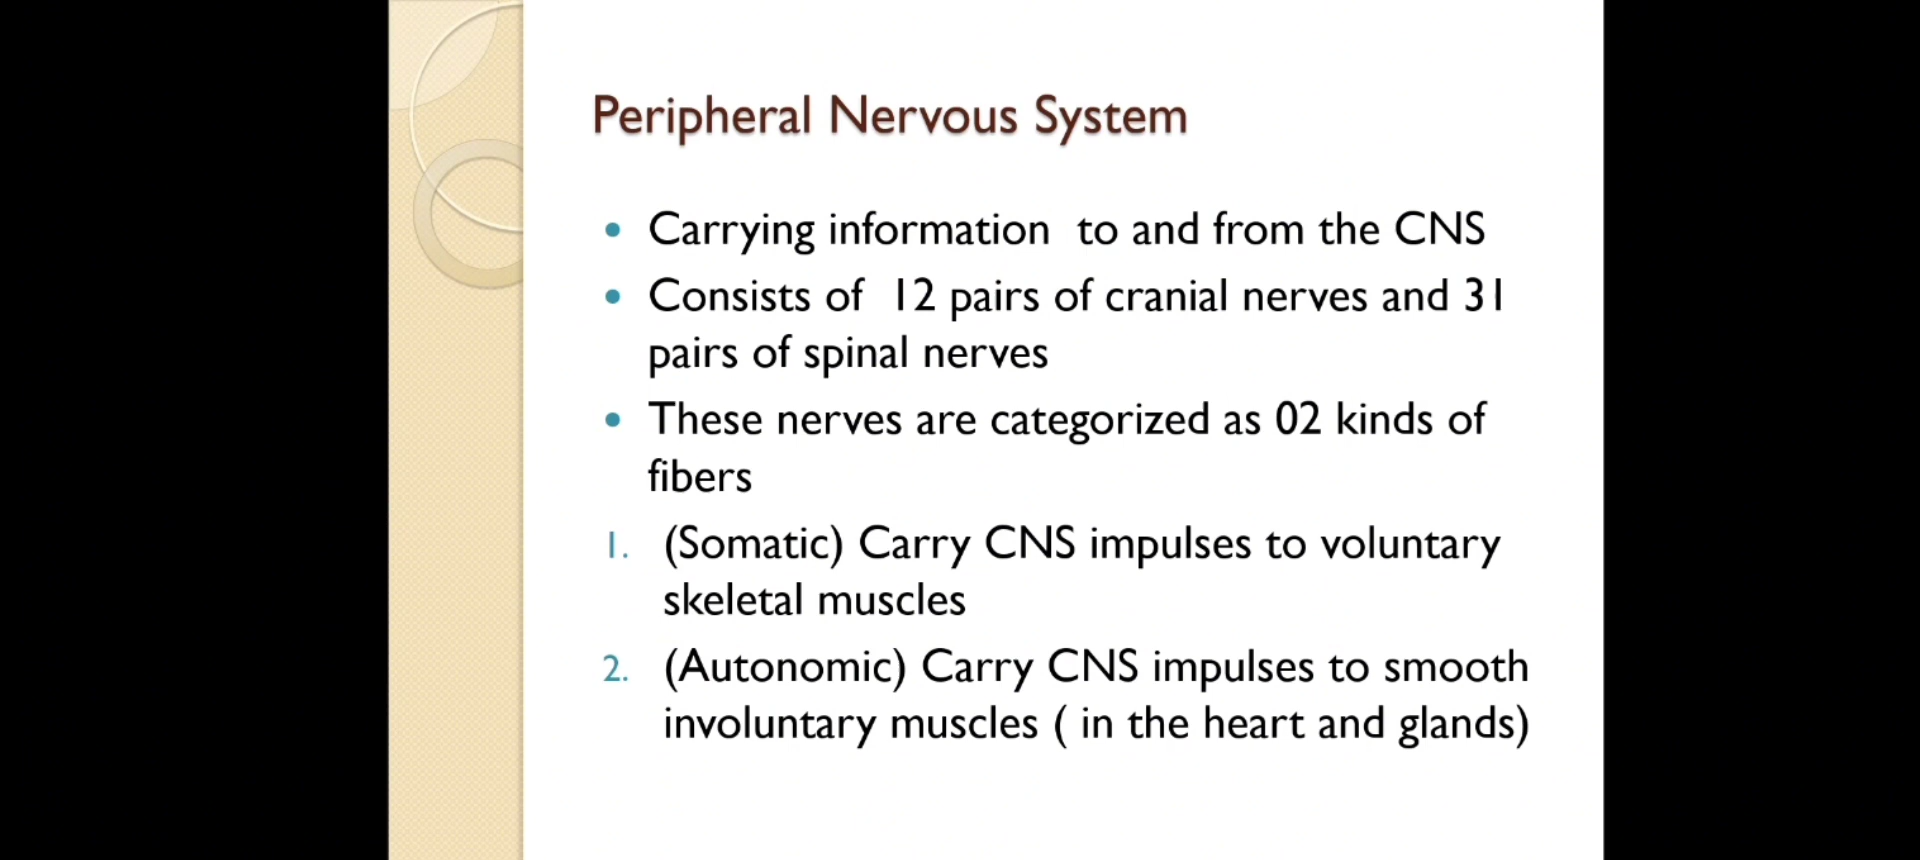 Peripheral Nervous System
• Carrying information  to and from the CNS
• Consists of  12 pairs of cranial nerves and 31
pairs of spinal nerves
• These nerves are categorized as 02 kinds of
fibers
1. (Somatic) Carry CNS impulses to voluntary
skeletal muscles
2. (Autonomic) Carry CNS impulses to smooth
involuntary muscles ( in the heart and glands)